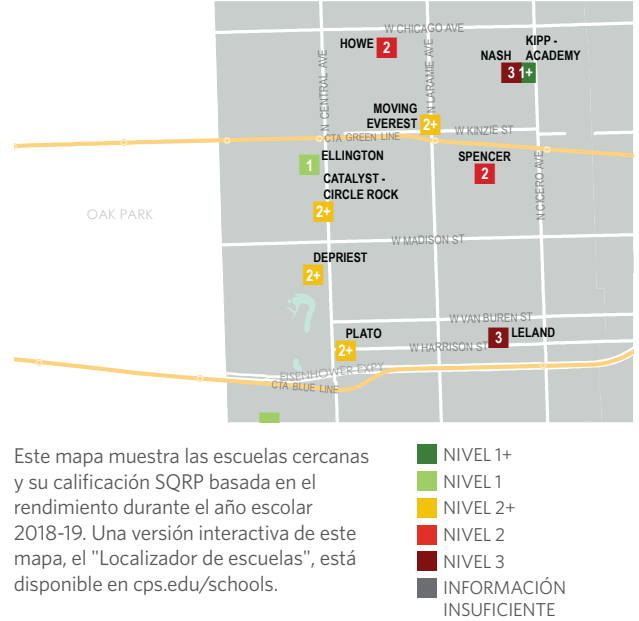 W CHICAGO AVE
HOWE
2
N CENTRAL AVE
N LARAMIE AVE
KIPP -
ACADEMY
NASH
3
1+
MOVING
EVEREST
2+
W KINZIE ST
CTA GREEN LINE
1
ELLINGTON
SPENCER
2
CATALYST -
CIRCLE ROCK
2+
N CICERO AVE
OAK PARK
W MADISON ST
DEPRIEST
2+
W VAN BUREN ST
PLATO
2+
3
LELAND
W HARRISON ST
EISENHOWER EXPY
CTA BLUE LINE
Este mapa muestra las escuelas cercanas
y su calificación SQRP basada en el
rendimiento durante el año escolar
2018-19. Una versión interactiva de este
mapa, el "Localizador de escuelas", está
disponible en cps.edu/schools.
NIVEL 1+
NIVEL 1
NIVEL 2+
NIVEL 2
NIVEL 3
INFORMACIÓN
INSUFICIENTE